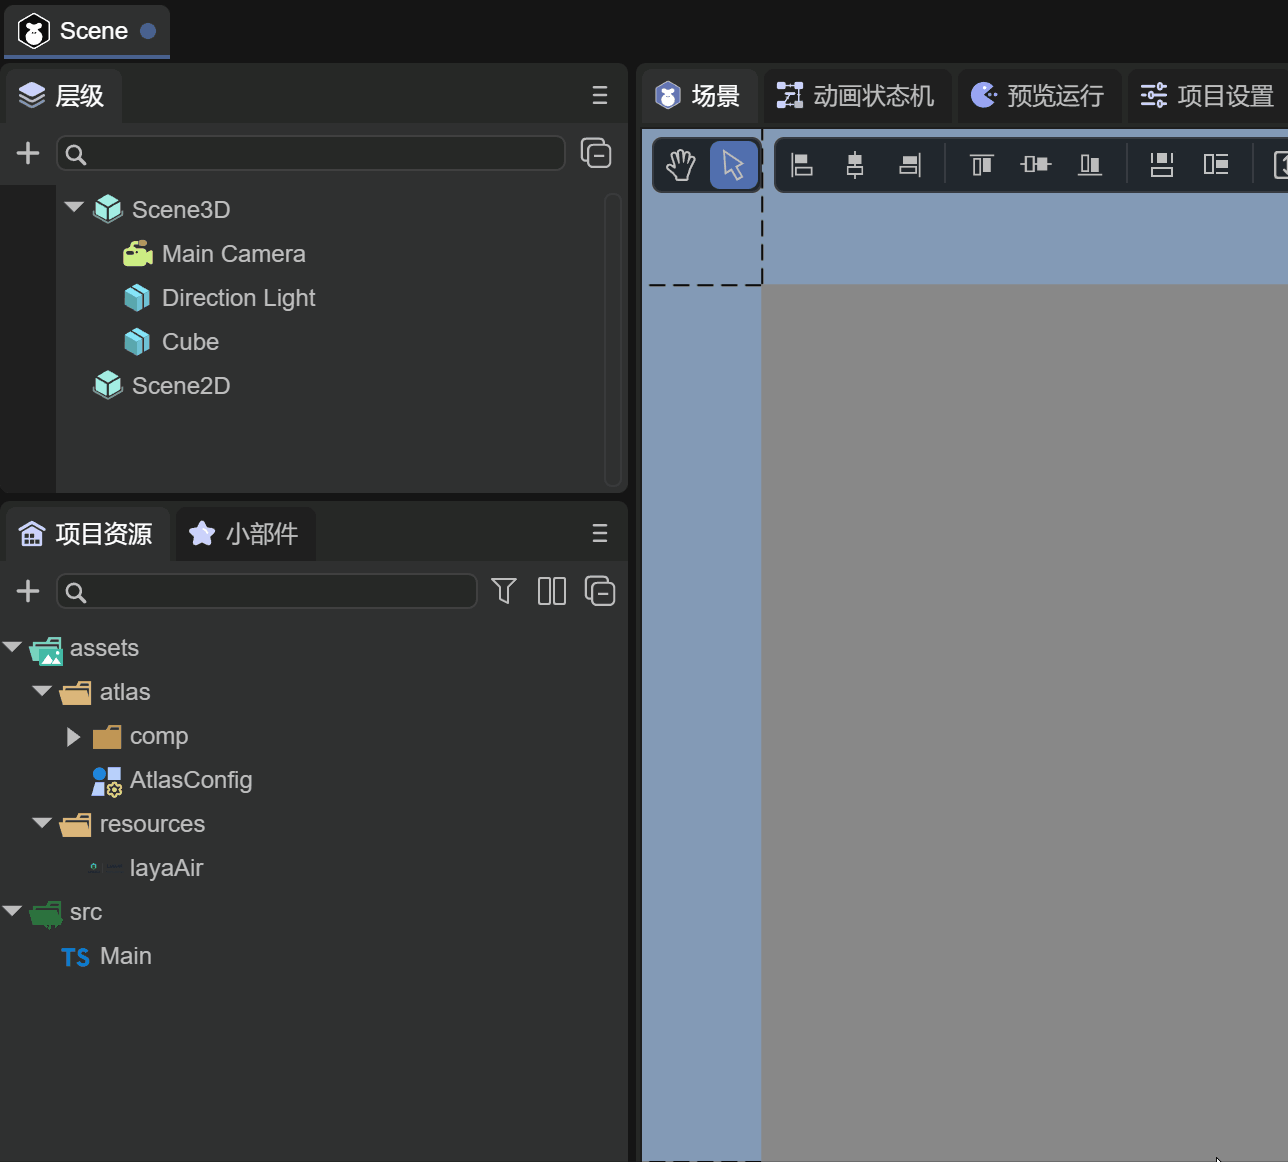 Scene
层级
Scene3D
Main Camera
Direction Light
Cube
Scene2D
项目资源 小部件
assets
atlas
comp
AtlasConfig
resources
layaAir
src
TS Main
场景 动画状态机 预览运行 项目设置